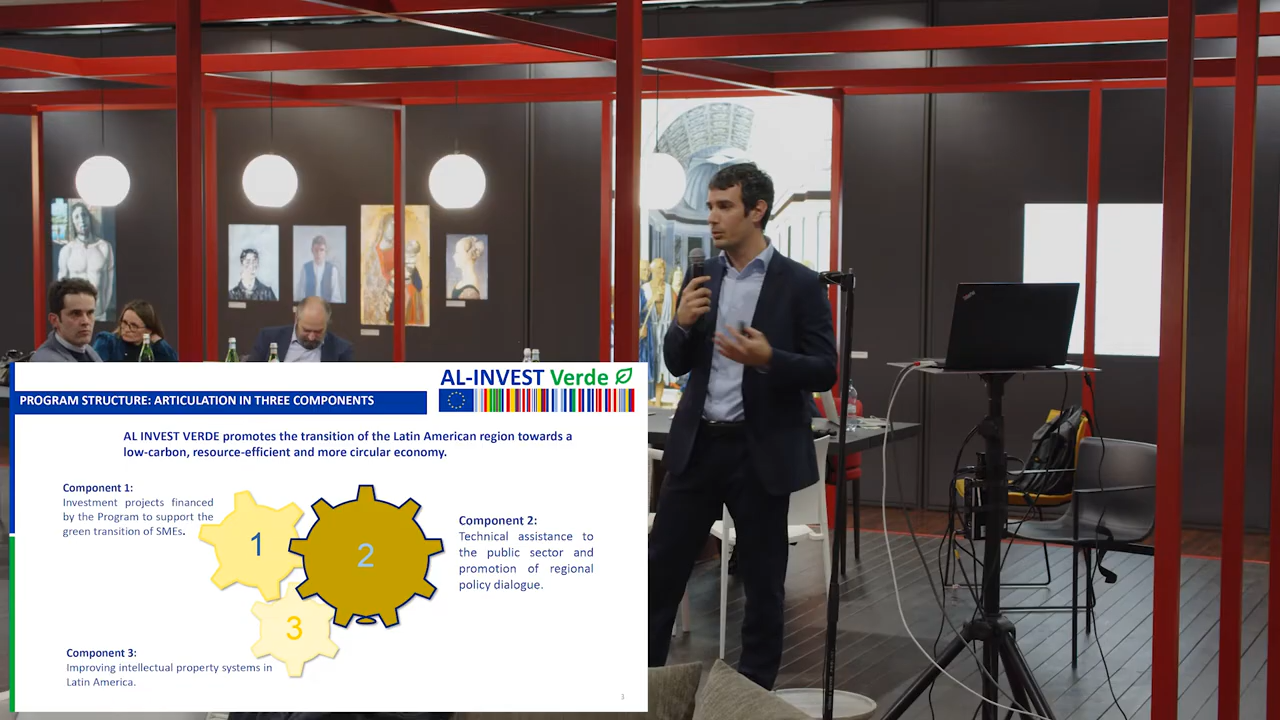 AL-INVEST Verde
PROGRAM STRUCTURE: ARTICULATION IN THREE COMPONENTS
AL INVEST VERDE promotes the transition of the Latin American region towards a
low-carbon, resource-efficient and more circular economy.
Component 1:
Investment projects financed
by the Program to support the
green transition of SMEs.
1
2
3
Component 2:
Technical assistance to
the public sector and
promotion of regional
policy dialogue.
Component 3:
Improving intellectual property systems in
Latin America.
3